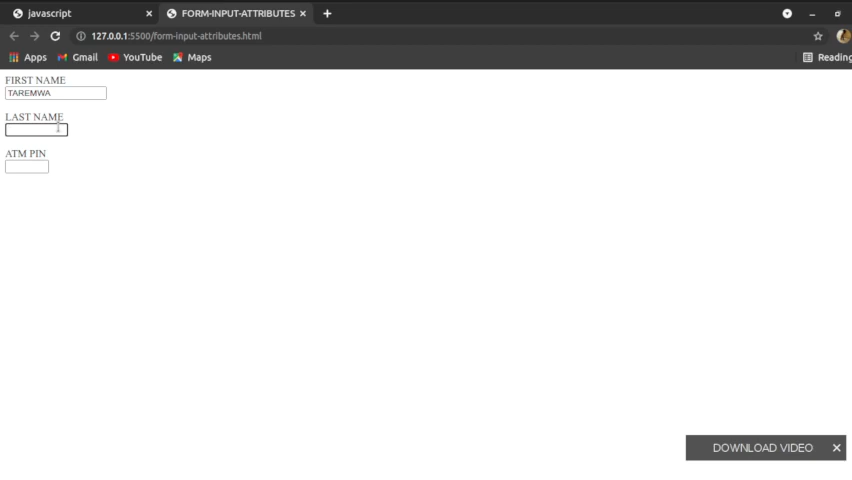 javascript
FORM-INPUT-ATTRIBUTES
127.0.0.1:5500/form-input-attributes.html
Apps Gmail YouTube Maps Reading
FIRST NAME
TAREMWA
LAST NAME
ATM PIN
DOWNLOAD VIDEO